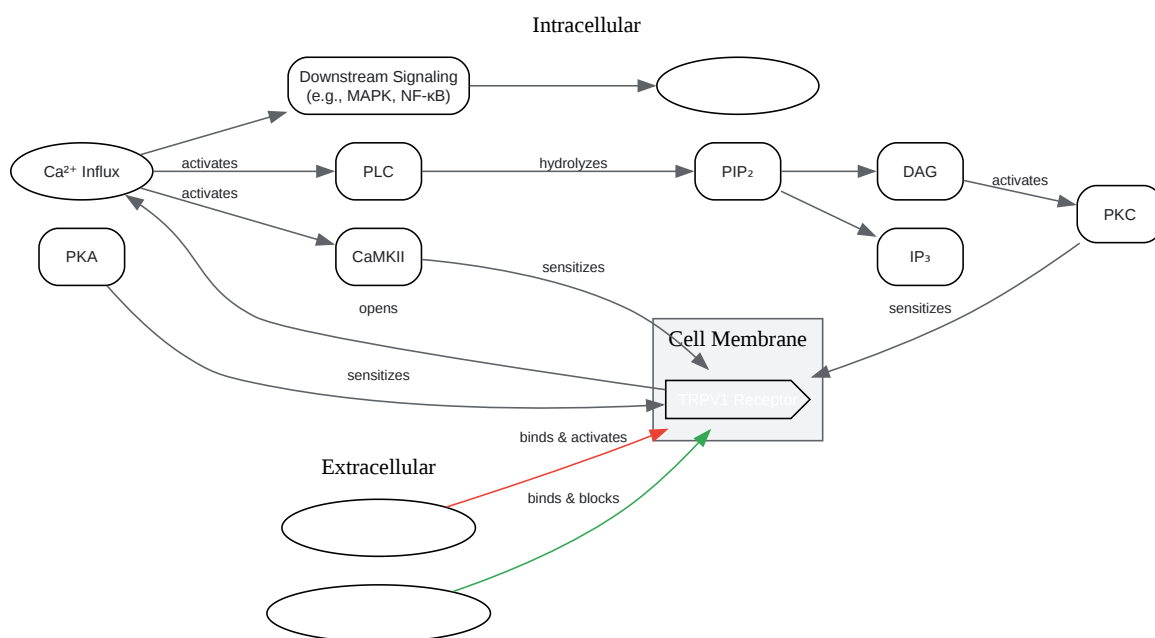 Intracellular
Downstream Signaling
(e.g., MAPK, NF-κB)
Ca²⁺ Influx
activates
PLC
hydrolyzes
PIP₂
DAG
activates
PKC
activates
PKA
CaMKII
sensitizes
IP₃
opens
sensitizes
Cell Membrane
sensitizes
TRPV1 Receptor
binds & activates
Extracellular
binds & blocks